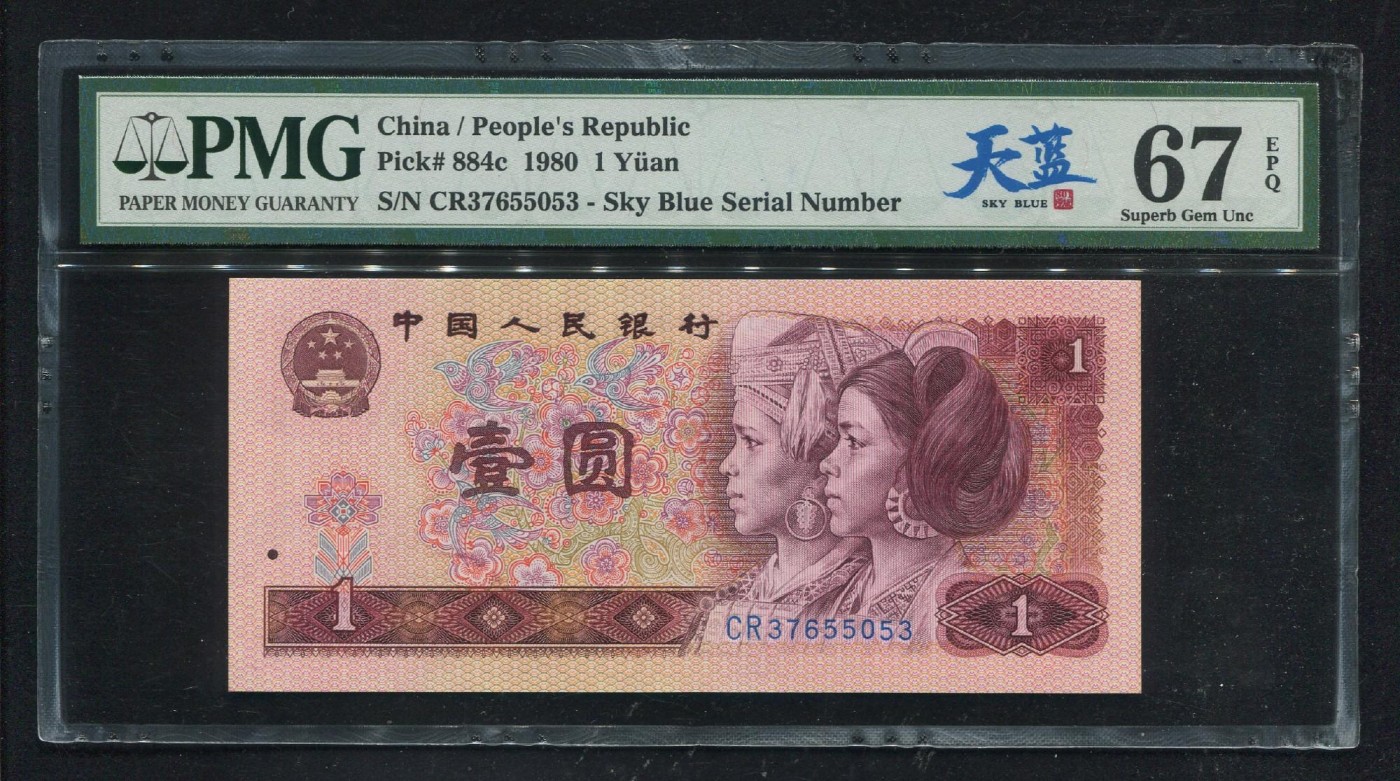 PMG
PAPER MONEY GUARANTY
China / People's Republic
Pick# 884c 1980 1 Yüan
S/N CR37655053 - Sky Blue Serial Number
天蓝
SKY BLUE
67
EPQ
Superb Gem Unc
中国人民银行
1
壹圆
1
CR37655053
1